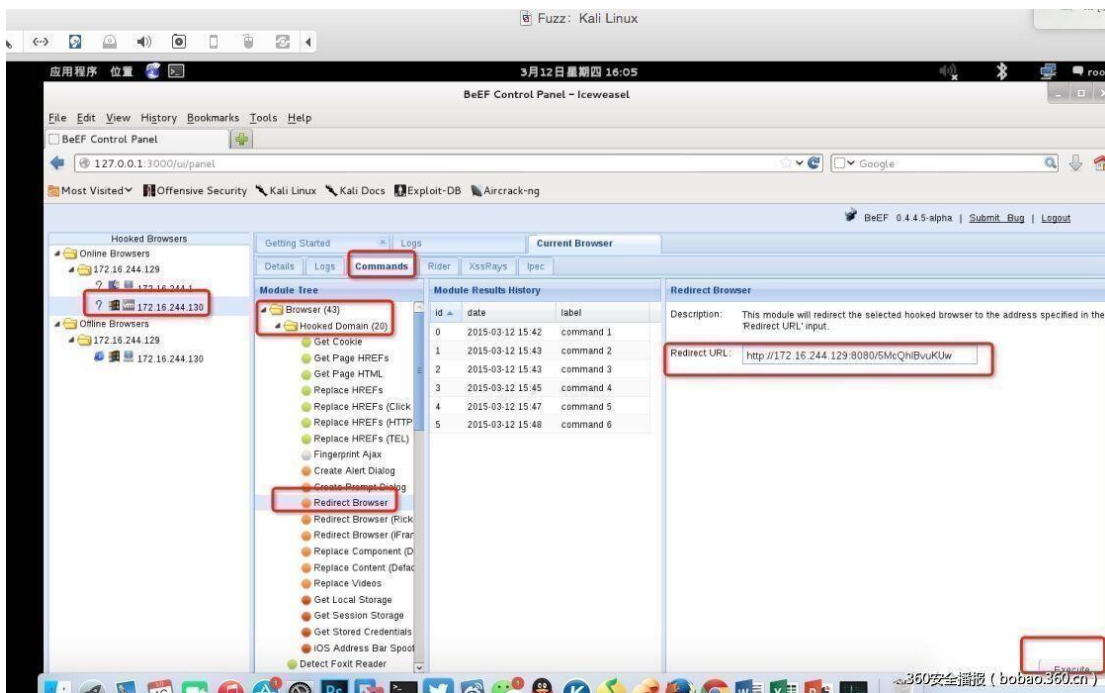 Fuzz: Kali Linux
应用程序 位置
3月12日星期四 16:05
roo
BeEF Control Panel - Iceweasel
File Edit View History Bookmarks Tools Help
BeEF Control Panel
127.0.0.1:3000/ui/panel
Google
Most Visited Offensive Security Kali Linux Kali Docs Exploit-DB Aircrack-ng
BeEF 0.4.4.5-alpha | Submit Bug | Logout
Hooked Browsers
Online Browsers
172.16.244.129
? 172.16.244.1
? 172.16.244.130
Offline Browsers
172.16.244.129
172.16.244.130
Getting Started Logs Current Browser
Details Logs Commands Rider XssRays Ipec
Module Tree
Browser (43)
Hooked Domain (20)
Get Cookie
Get Page HREFs
Get Page HTML
Replace HREFs
Replace HREFs (Click
Replace HREFs (HTTP
Replace HREFs (TEL)
Fingerprint Ajax
Create Alert Dialog
Create Prompt Dialog
Redirect Browser
Redirect Browser (Rick
Redirect Browser (iFrar
Replace Component (D
Replace Content (Defac
Replace Videos
Get Local Storage
Get Session Storage
Get Stored Credentials
iOS Address Bar Spoof
Detect Foxit Reader
Module Results History
id date label
0 2015-03-12 15:42 command 1
1 2015-03-12 15:43 command 2
2 2015-03-12 15:43 command 3
3 2015-03-12 15:45 command 4
4 2015-03-12 15:47 command 5
5 2015-03-12 15:48 command 6
Redirect Browser
Description: This module will redirect the selected hooked browser to the address specified in the
'Redirect URL' input.
Redirect URL: http://172.16.244.129:8080/5McQhlBvuKUw
Execute
360安全播报 ( bobao.360.cn )